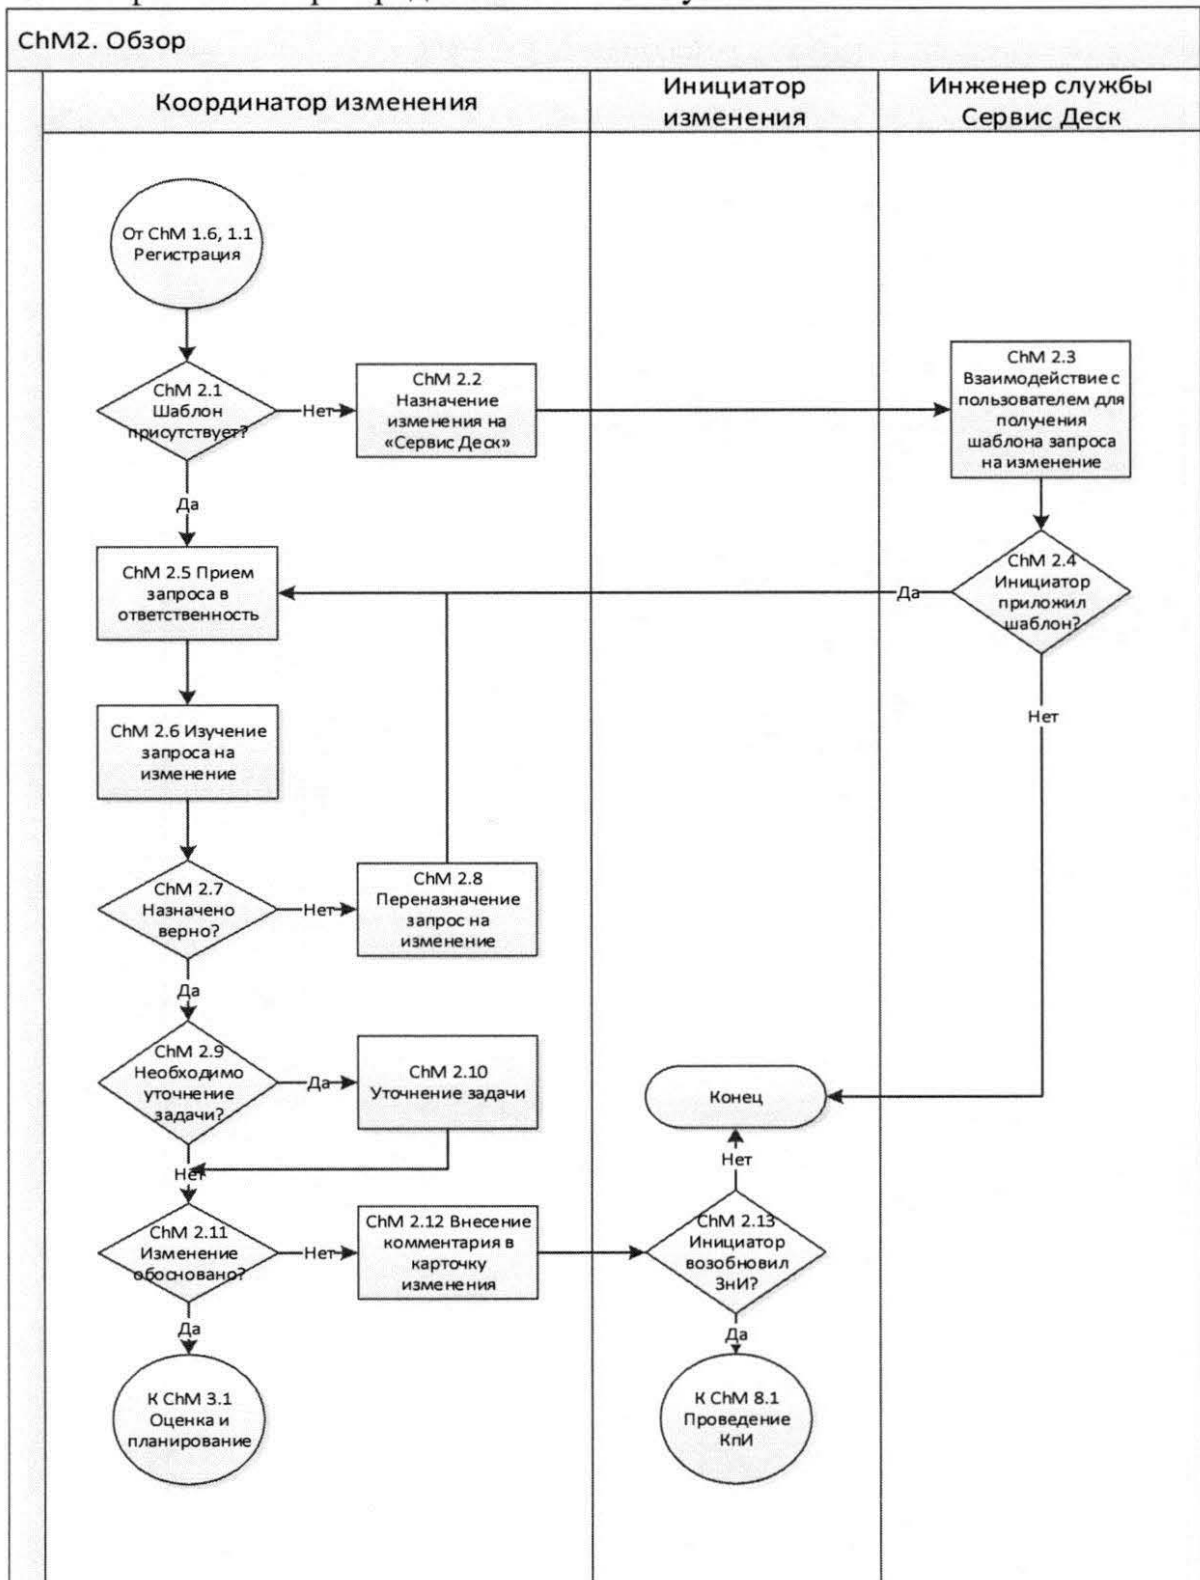 ChM2. Обзор
Координатор изменения
Инициатор
изменения
Инженер службы
Сервис Деск
От ChM 1.6, 1.1
Регистрация
ChM 2.1
Шаблон
присутствует?
Нет
ChM 2.2
Назначение
изменения на
«Сервис Деск»
ChM 2.3
Взаимодействие с
пользователем для
получения
шаблона запроса
на изменение
Да
ChM 2.4
Инициатор
приложил
шаблон?
Да
Нет
ChM 2.5 Прием
запроса в
ответственность
ChM 2.6 Изучение
запроса на
изменение
ChM 2.7
Назначено
верно?
Нет
ChM 2.8
Переназначение
запрос на
изменение
Да
ChM 2.9
Необходимо
уточнение
задачи?
Да
ChM 2.10
Уточнение задачи
Конец
Нет
Нет
ChM 2.11
Изменение
обосновано?
Нет
ChM 2.12 Внесение
комментария в
карточку
изменения
ChM 2.13
Инициатор
возобновил
ЗнИ?
Да
Да
К ChM 3.1
Оценка и
планирование
К ChM 8.1
Проведение
КпИ